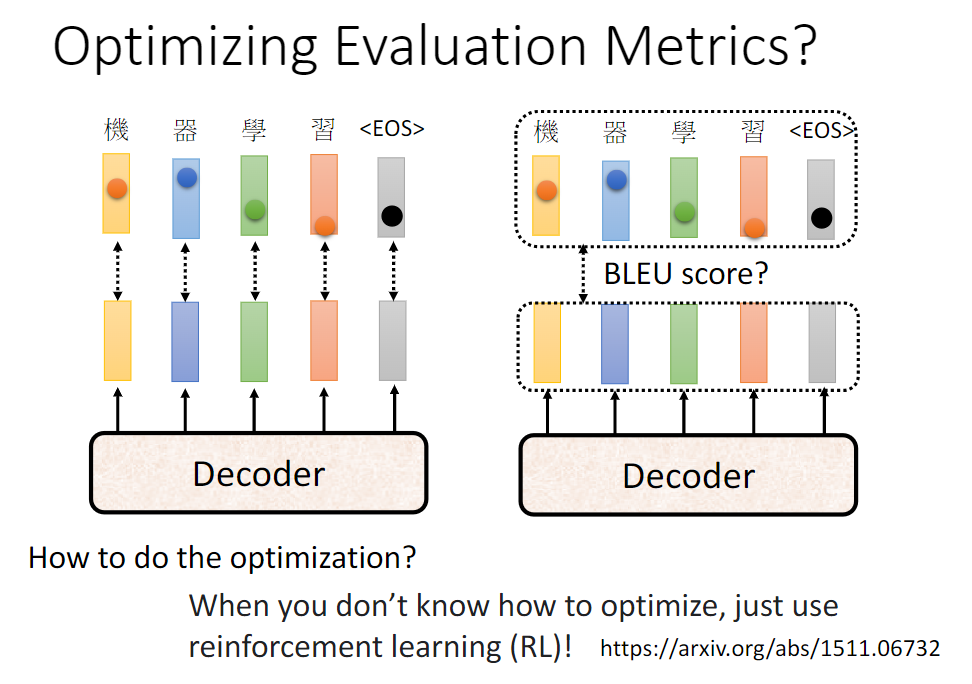 Optimizing Evaluation Metrics?
機 器 學 習 <EOS>
機 器 學 習 <EOS>
BLEU score?
Decoder
Decoder
How to do the optimization?
When you don’t know how to optimize, just use
reinforcement learning (RL)! https://arxiv.org/abs/1511.06732